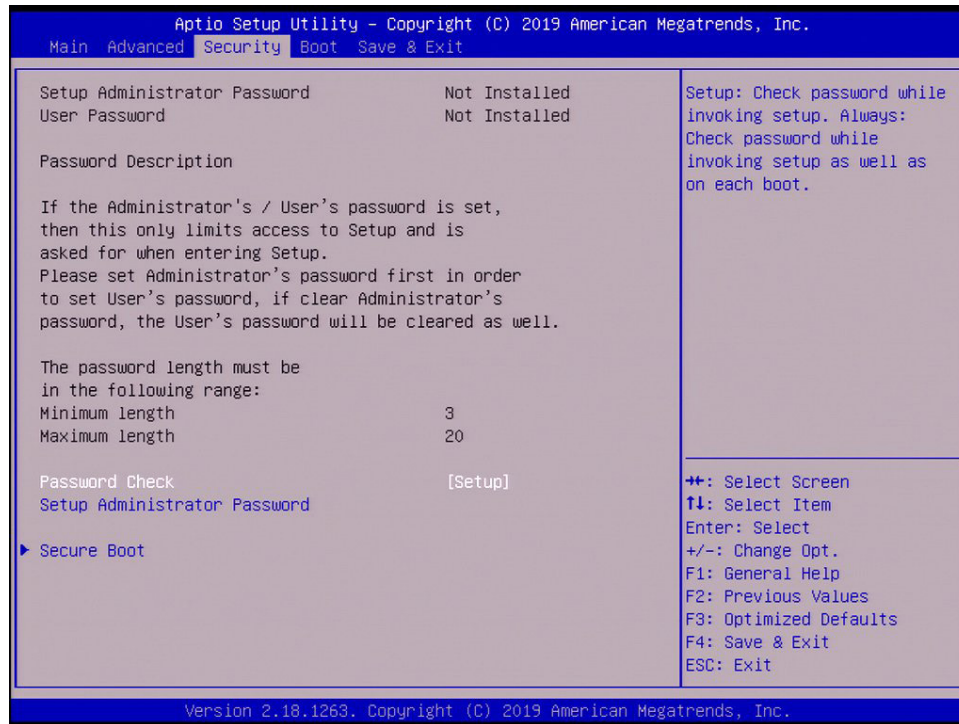 Aptio Setup Utility – Copyright (C) 2019 American Megatrends, Inc.
Main Advanced Security Boot Save & Exit
Setup Administrator Password Not Installed
User Password Not Installed
Password Description
If the Administrator's / User's password is set,
then this only limits access to Setup and is
asked for when entering Setup.
Please set Administrator's password first in order
to set User's password, if clear Administrator's
password, the User's password will be cleared as well.
The password length must be
in the following range:
Minimum length 3
Maximum length 20
Password Check [Setup]
Setup Administrator Password
Secure Boot
Setup: Check password while
invoking setup. Always:
Check password while
invoking setup as well as
on each boot.
→←: Select Screen
↑↓: Select Item
Enter: Select
+/-: Change Opt.
F1: General Help
F2: Previous Values
F3: Optimized Defaults
F4: Save & Exit
ESC: Exit
Version 2.18.1263. Copyright (C) 2019 American Megatrends, Inc.